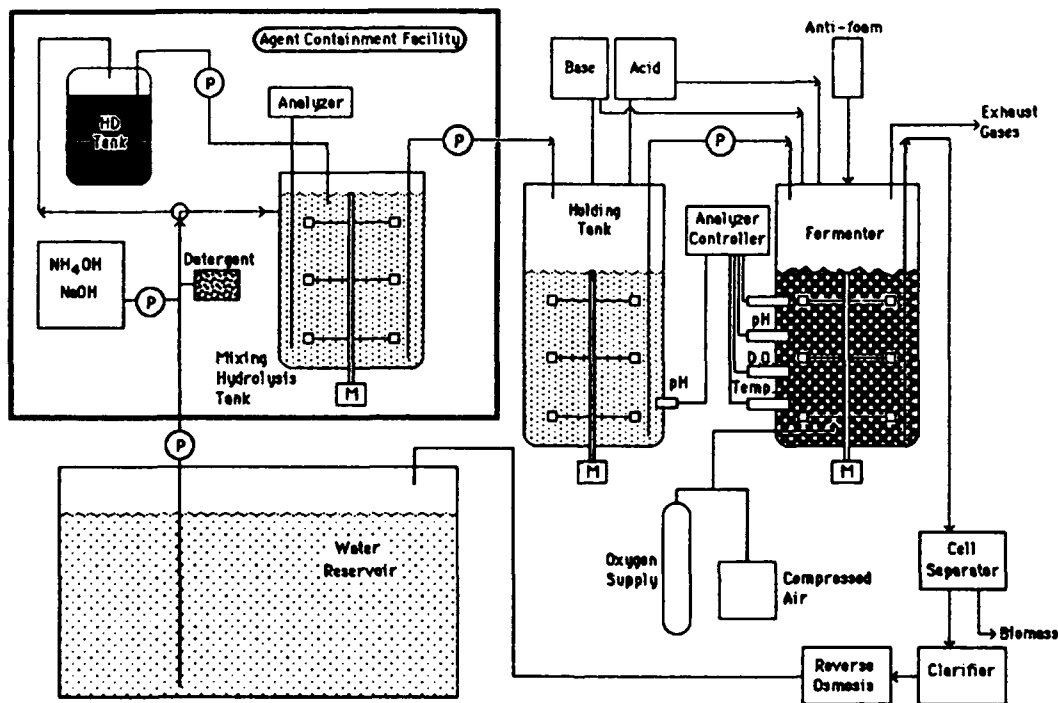 Agent Containment Facility
HD
Tank
P
Analyzer
P
NH4OH
NaOH
P
Detergent
Mixing
Hydrolysis
Tank
M
P
Water
Reservoir
Base
Acid
Anti-foam
Exhaust
Gases
P
Holding
Tank
Analyzer
Controller
Fermenter
pH
D.O.
Temp.
pH
M
M
Oxygen
Supply
Compressed
Air
Cell
Separator
Biomass
Clarifier
Reverse
Osmosis